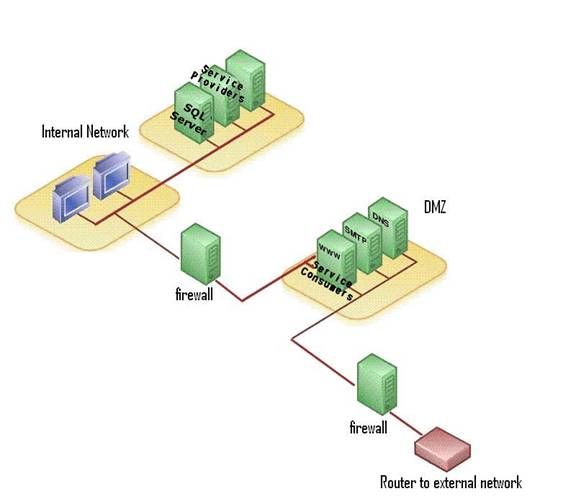 Service
Providers
SQL
Server
Internal Network
DMZ
DNS
SMTP
WWW
Service
Consumers
firewall
firewall
Router to external network